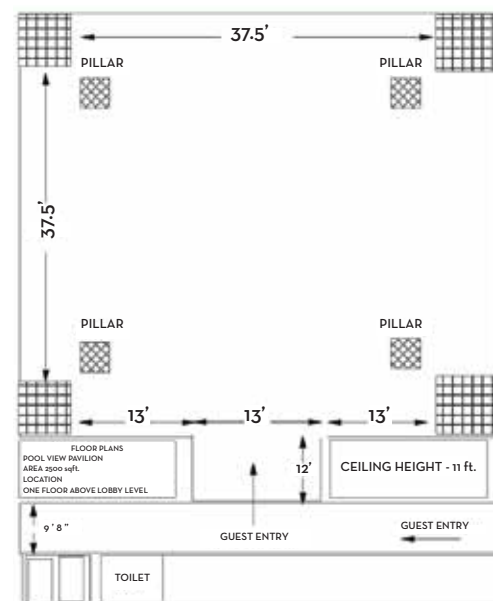 37.5'
PILLAR
PILLAR
37.5'
PILLAR
PILLAR
13'
13'
13'
FLOOR PLANS
POOL VIEW PAVILION
AREA 2500 sqft.
LOCATION
ONE FLOOR ABOVE LOBBY LEVEL
12'
CEILING HEIGHT - 11 ft.
9 ' 8 "
GUEST ENTRY
GUEST ENTRY
TOILET